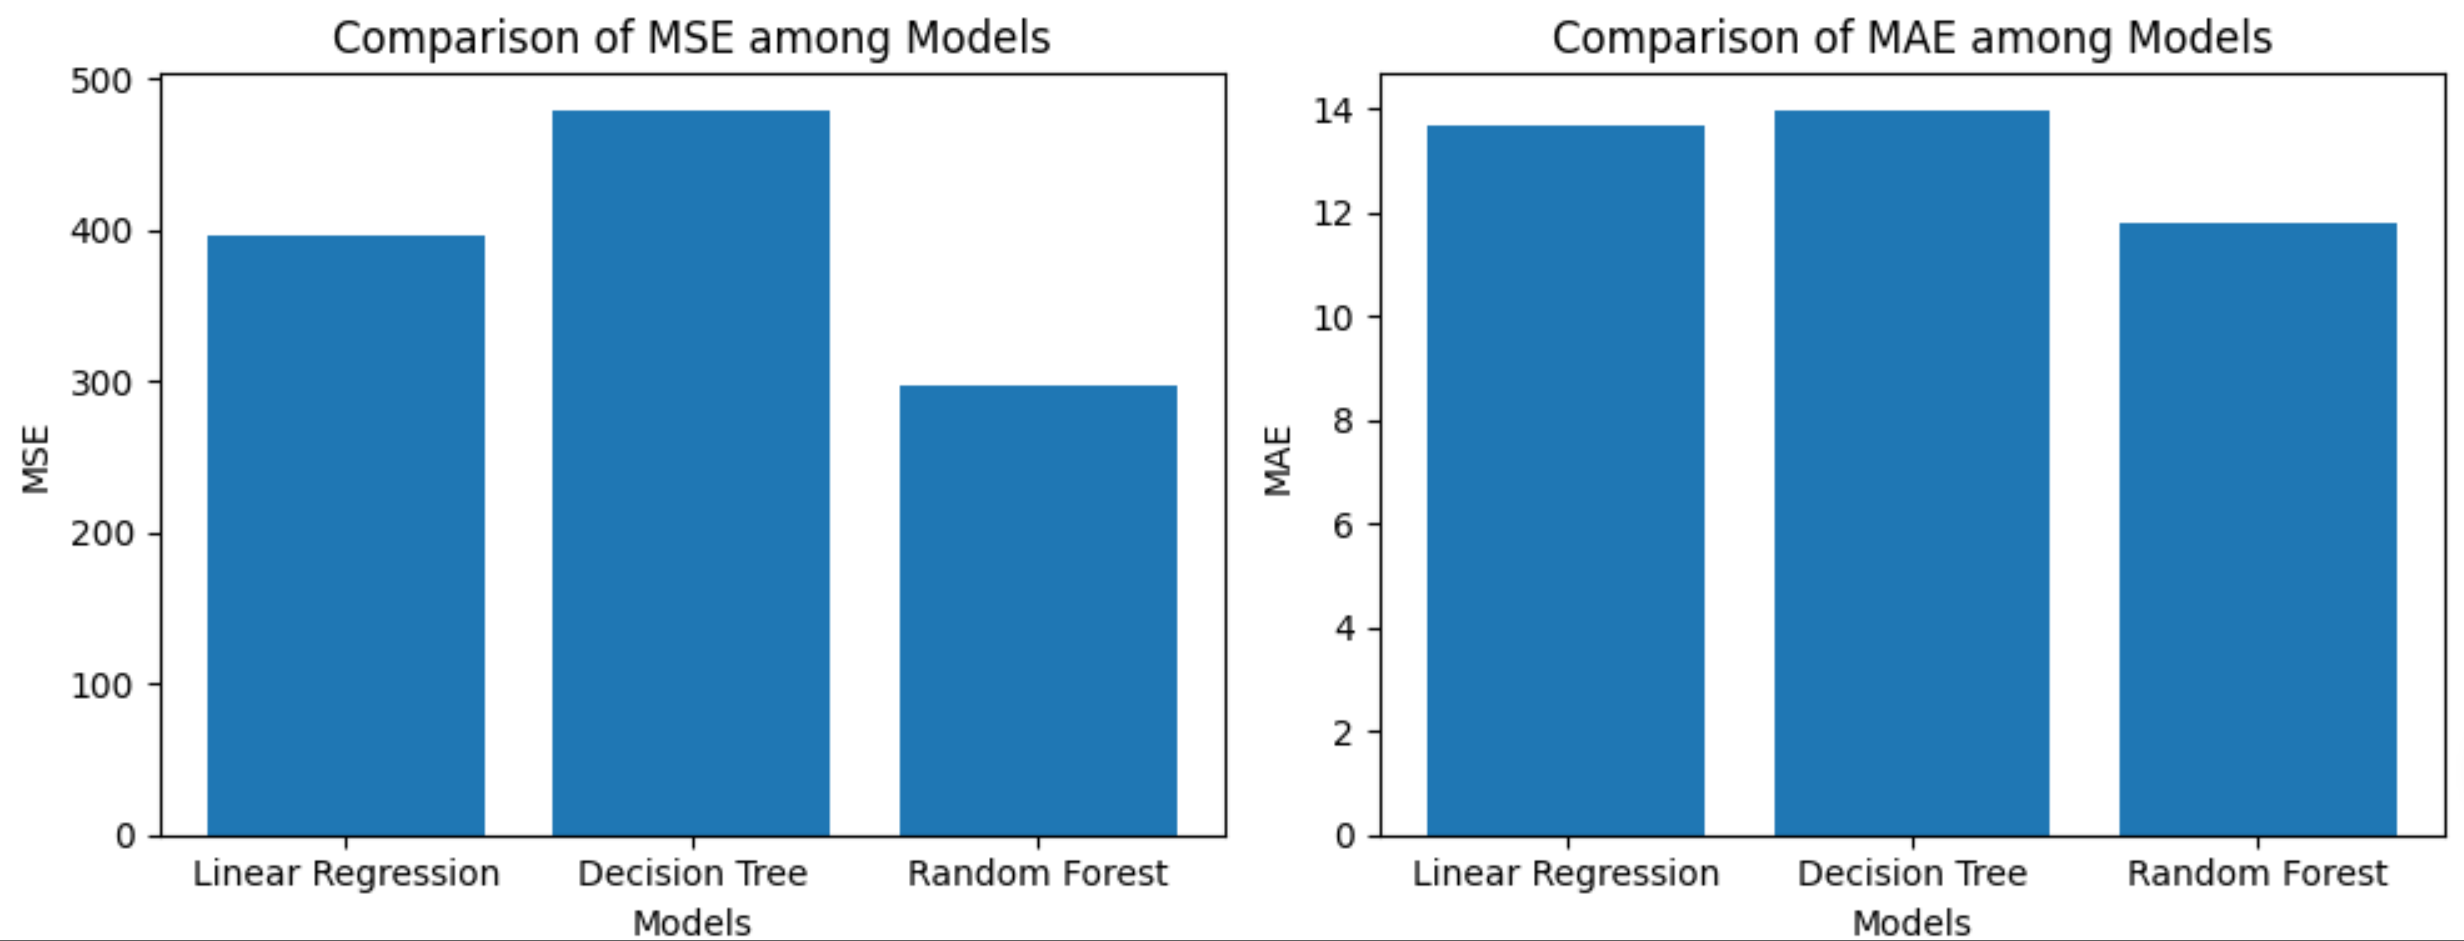 Comparison of MSE among Models
500
400
300
200
100
0
MSE
Linear Regression
Decision Tree
Random Forest
Models
Comparison of MAE among Models
14
12
10
8
6
4
2
0
MAE
Linear Regression
Decision Tree
Random Forest
Models